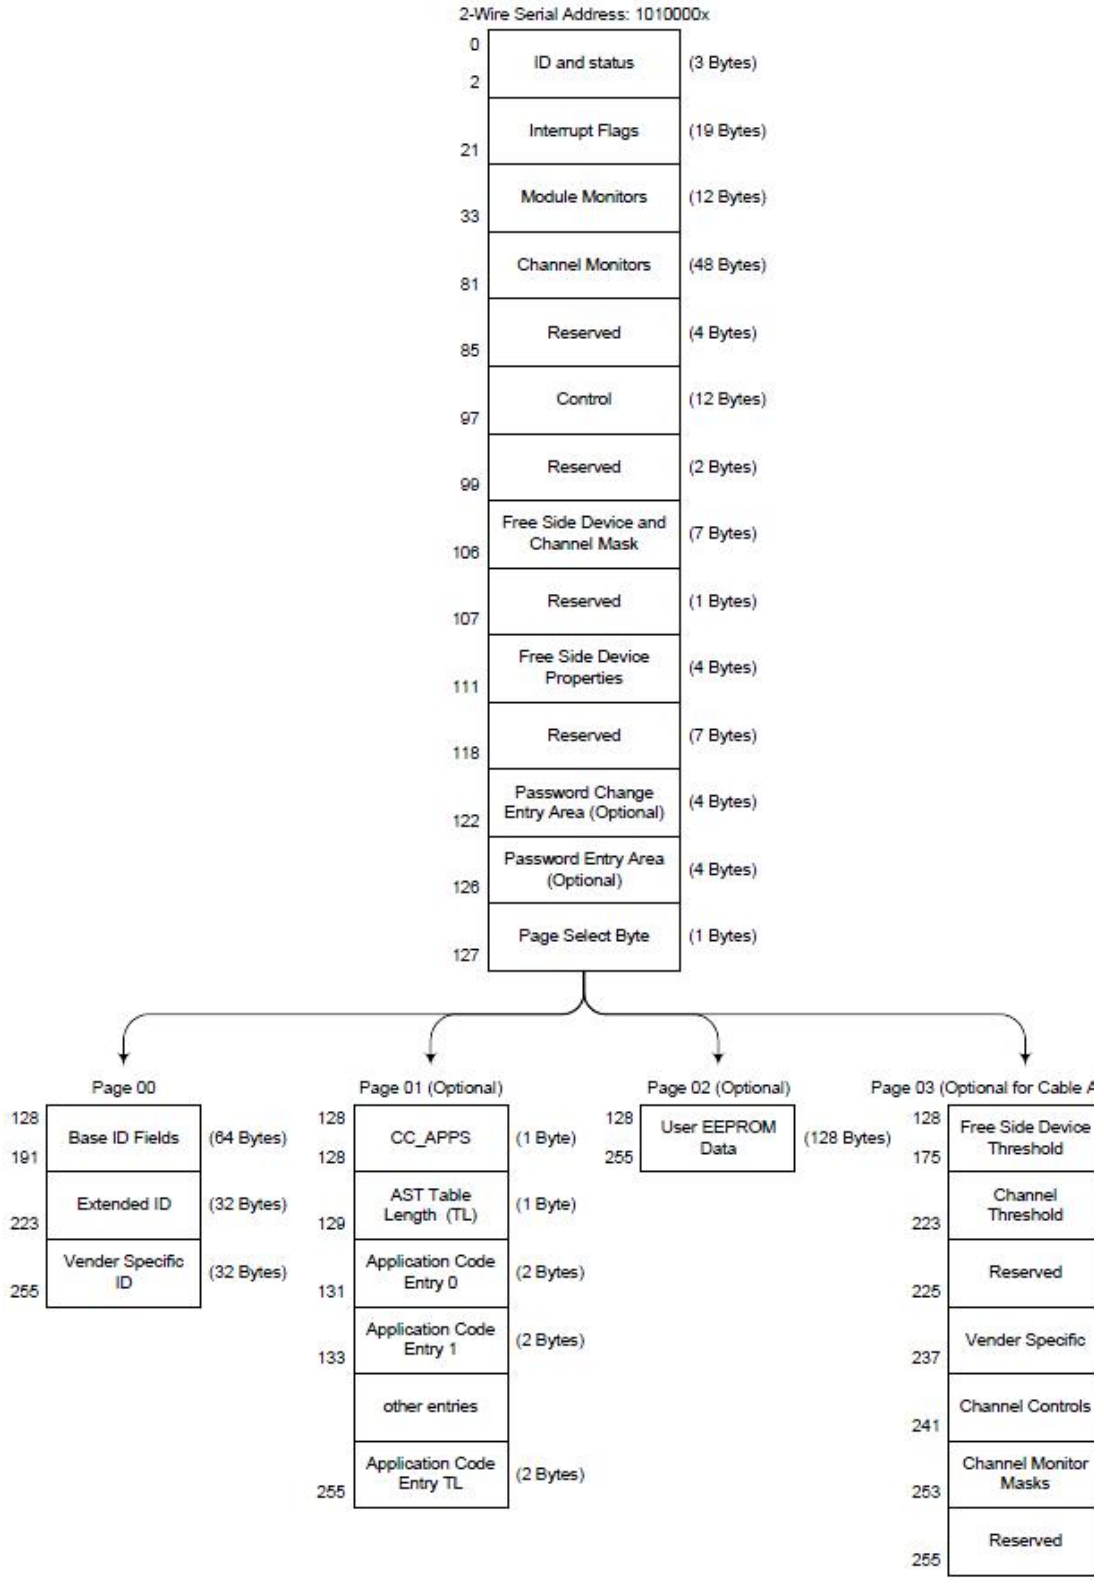 2-Wire Serial Address: 1010000x
0
ID and status
(3 Bytes)
2
Interrupt Flags
(19 Bytes)
21
Module Monitors
(12 Bytes)
33
Channel Monitors
(48 Bytes)
81
Reserved
(4 Bytes)
85
Control
(12 Bytes)
97
Reserved
(2 Bytes)
99
Free Side Device and
Channel Mask
(7 Bytes)
106
Reserved
(1 Bytes)
107
Free Side Device
Properties
(4 Bytes)
111
Reserved
(7 Bytes)
118
Password Change
Entry Area (Optional)
(4 Bytes)
122
Password Entry Area
(Optional)
(4 Bytes)
126
Page Select Byte
(1 Bytes)
127
Page 00
128
Base ID Fields
(64 Bytes)
191
Extended ID
(32 Bytes)
223
Vender Specific
ID
(32 Bytes)
255
Page 01 (Optional)
128
CC_APPS
(1 Byte)
128
AST Table
Length (TL)
(1 Byte)
129
Application Code
Entry 0
(2 Bytes)
131
Application Code
Entry 1
(2 Bytes)
133
other entries
Application Code
Entry TL
(2 Bytes)
255
Page 02 (Optional)
128
User EEPROM
Data
(128 Bytes)
255
Page 03 (Optional for Cable A
128
Free Side Device
Threshold
175
Channel
Threshold
223
Reserved
225
Vender Specific
237
Channel Controls
241
Channel Monitor
Masks
253
Reserved
255